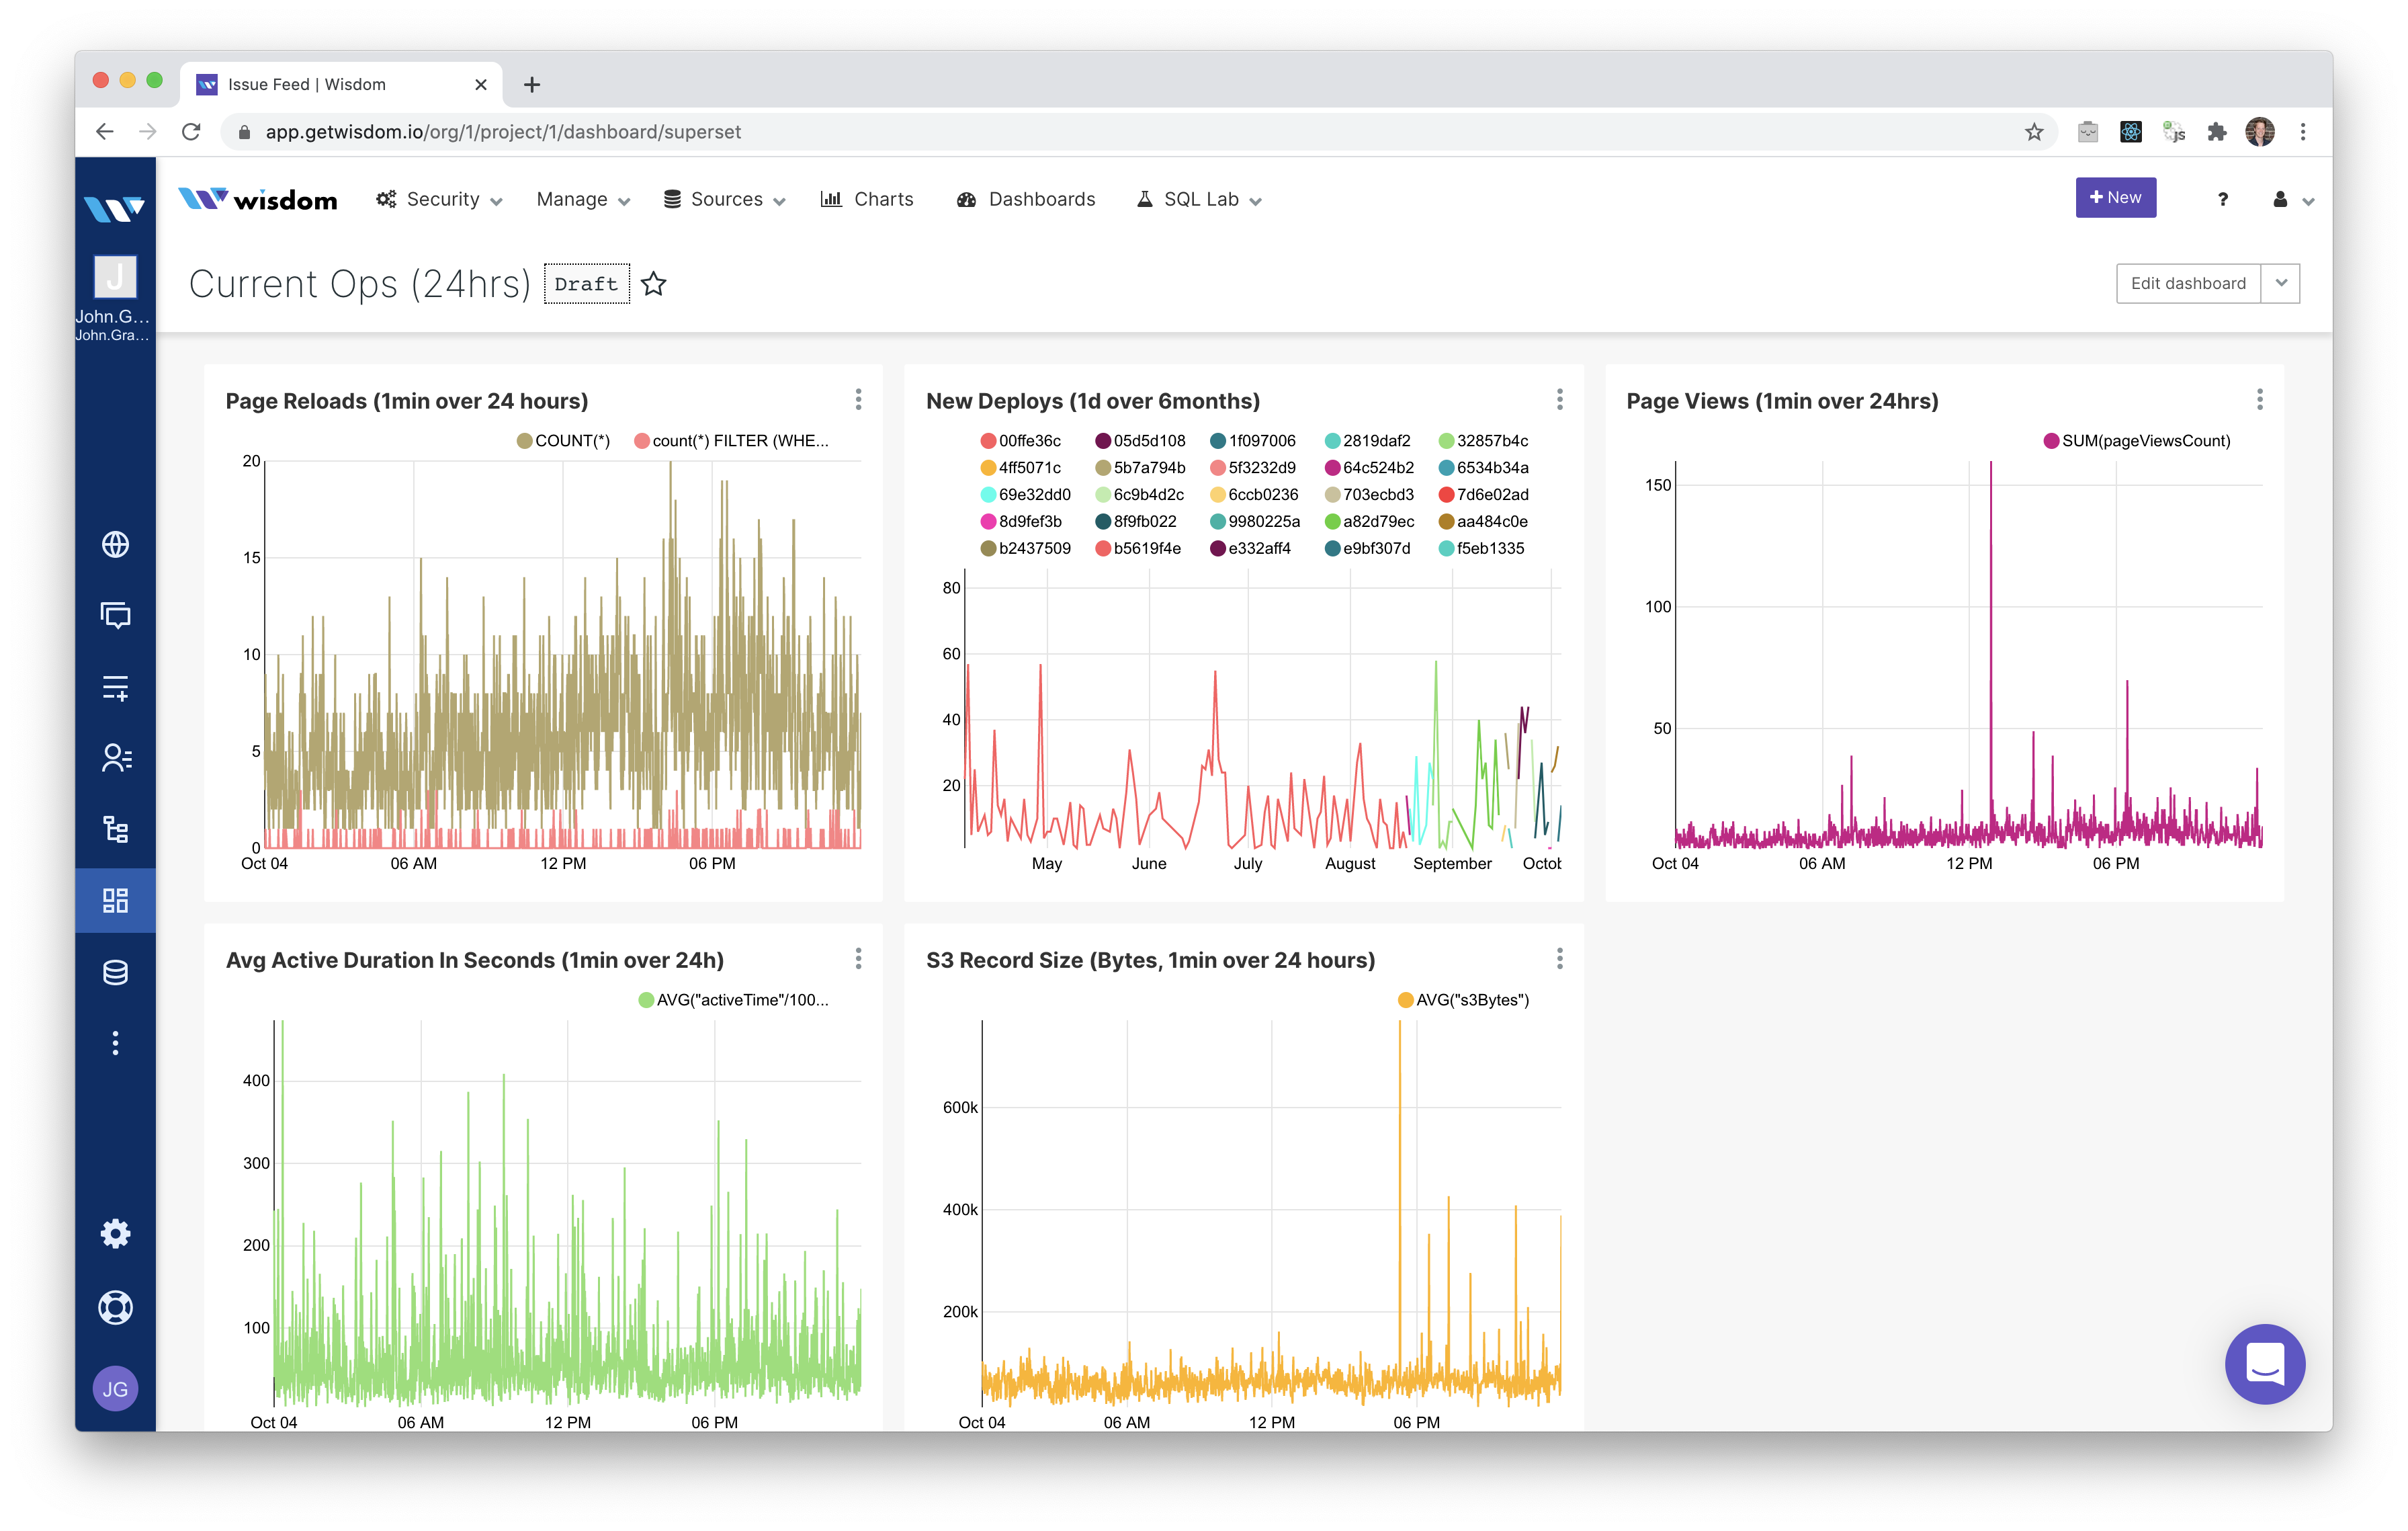 Issue Feed | Wisdom
app.getwisdom.io/org/1/project/1/dashboard/superset
JS
wisdom Security Manage Sources Charts Dashboards SQL Lab + New ?
J
John.G...
John.Gra...
Current Ops (24hrs) Draft Edit dashboard
Page Reloads (1min over 24 hours)
COUNT(*) count(*) FILTER (WHE...
20
15
10
5
0
Oct 04 06 AM 12 PM 06 PM
New Deploys (1d over 6months)
00ffe36c 05d5d108 1f097006 2819daf2 32857b4c
4ff5071c 5b7a794b 5f3232d9 64c524b2 6534b34a
69e32dd0 6c9b4d2c 6ccb0236 703ecbd3 7d6e02ad
8d9fef3b 8f9fb022 9980225a a82d79ec aa484c0e
b2437509 b5619f4e e332aff4 e9bf307d f5eb1335
80
60
40
20
May June July August September Octob
Page Views (1min over 24hrs)
SUM(pageViewsCount)
150
100
50
Oct 04 06 AM 12 PM 06 PM
Avg Active Duration In Seconds (1min over 24h)
AVG("activeTime"/100...
400
300
200
100
Oct 04 06 AM 12 PM 06 PM
S3 Record Size (Bytes, 1min over 24 hours)
AVG("s3Bytes")
600k
400k
200k
Oct 04 06 AM 12 PM 06 PM
JG